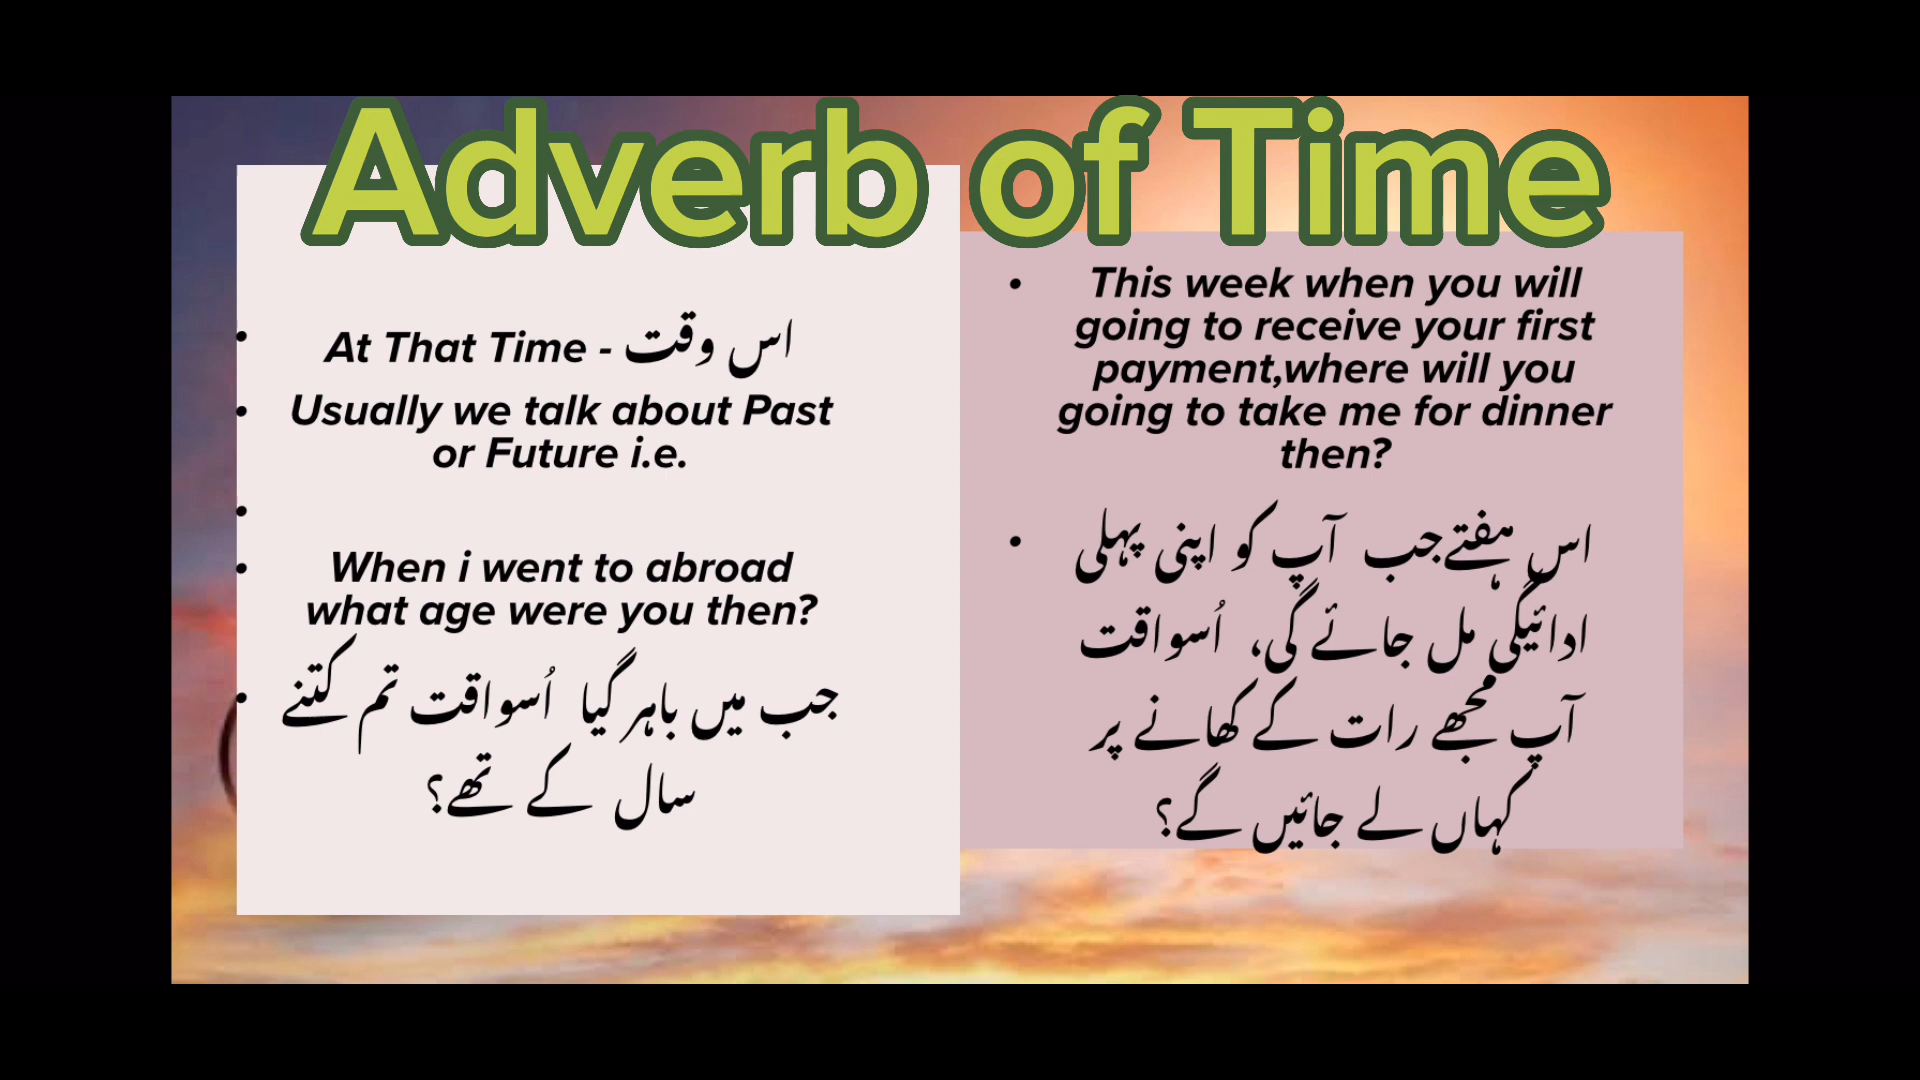 Adverb of Time
• At That Time - اس وقت
• Usually we talk about Past
or Future i.e.
•
• When i went to abroad
what age were you then?
• جب میں باہر گیا اُسواقت تم کتنے
سال کے تھے؟
• This week when you will
going to receive your first
payment,where will you
going to take me for dinner
then?
• اس ہفتےجب آپ کو اپنی پہلی
ادائیگی مل جائے گی، اُسواقت
آپ مجھے رات کے کھانے پر
کہاں لے جائیں گے؟